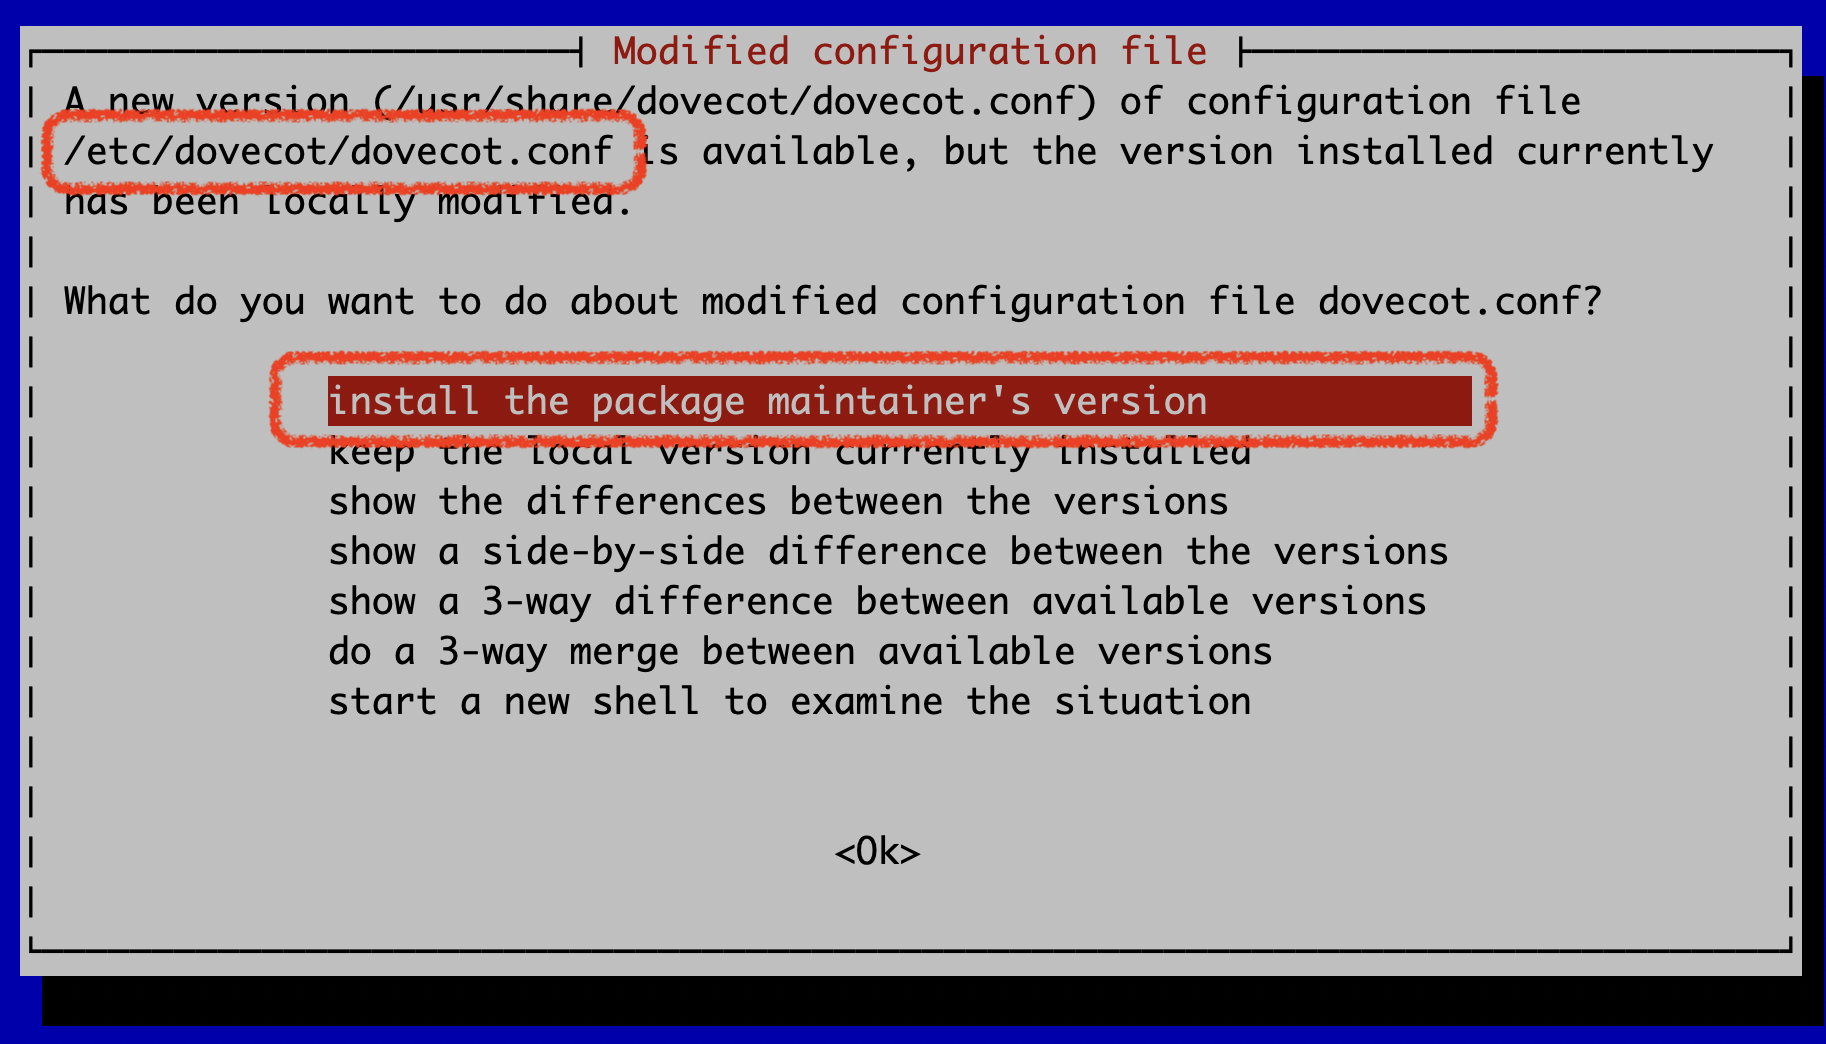 Modified configuration file
A new version (/usr/share/dovecot/dovecot.conf) of configuration file
/etc/dovecot/dovecot.conf is available, but the version installed currently
has been locally modified.
What do you want to do about modified configuration file dovecot.conf?
install the package maintainer's version
keep the local version currently installed
show the differences between the versions
show a side-by-side difference between the versions
show a 3-way difference between available versions
do a 3-way merge between available versions
start a new shell to examine the situation
<Ok>